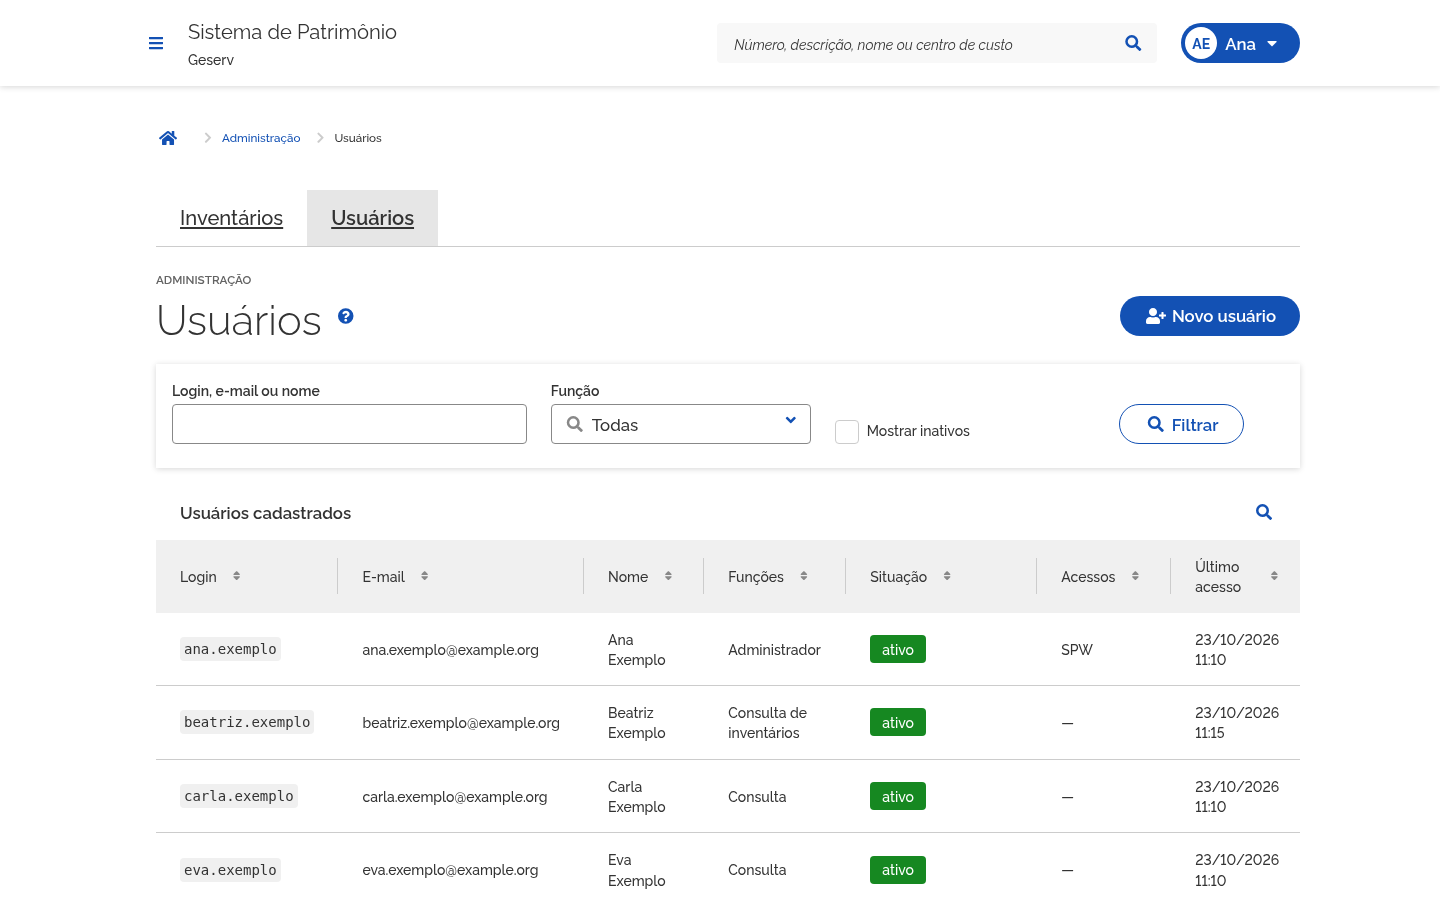 Sistema de Patrimônio
Geserv
Número, descrição, nome ou centro de custo
AE Ana
Administração
Usuários
Inventários
Usuários
ADMINISTRAÇÃO
Usuários
Novo usuário
Login, e-mail ou nome
Função
Todas
Mostrar inativos
Filtrar
Usuários cadastrados
Login E-mail Nome Funções Situação Acessos Último acesso
ana.exemplo ana.exemplo@example.org Ana Exemplo Administrador ativo SPW 23/10/2026 11:10
beatriz.exemplo beatriz.exemplo@example.org Beatriz Exemplo Consulta de inventários ativo — 23/10/2026 11:15
carla.exemplo carla.exemplo@example.org Carla Exemplo Consulta ativo — 23/10/2026 11:10
eva.exemplo eva.exemplo@example.org Eva Exemplo Consulta ativo — 23/10/2026 11:10